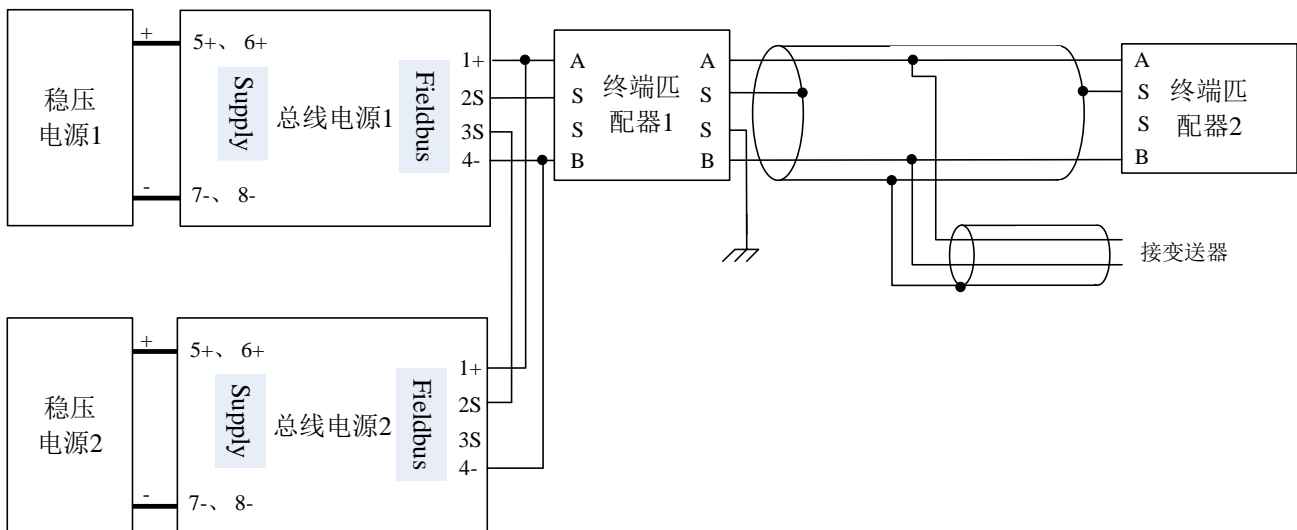 稳压
电源1
+
-
5+、 6+
Supply
总线电源1
Fieldbus
7-、 8-
1+
2S
3S
4-
A
S
S
B
终端匹
配器1
A
S
S
B
A
S
S
B
终端匹
配器2
接变送器
稳压
电源2
+
-
5+、 6+
Supply
总线电源2
Fieldbus
7-、 8-
1+
2S
3S
4-